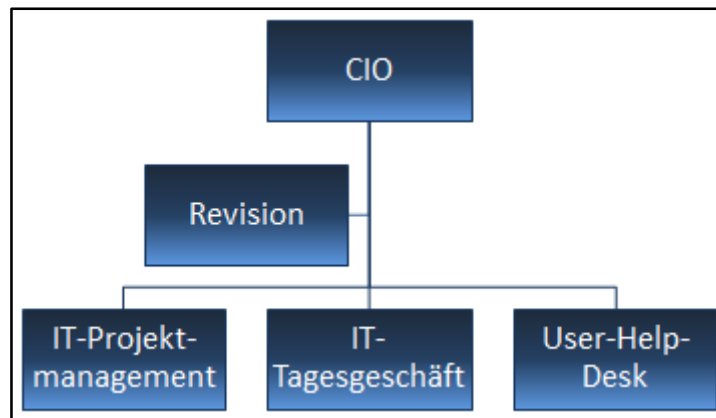 CIO
Revision
IT-Projekt-
management
IT-
Tagesgeschäft
User-Help-
Desk